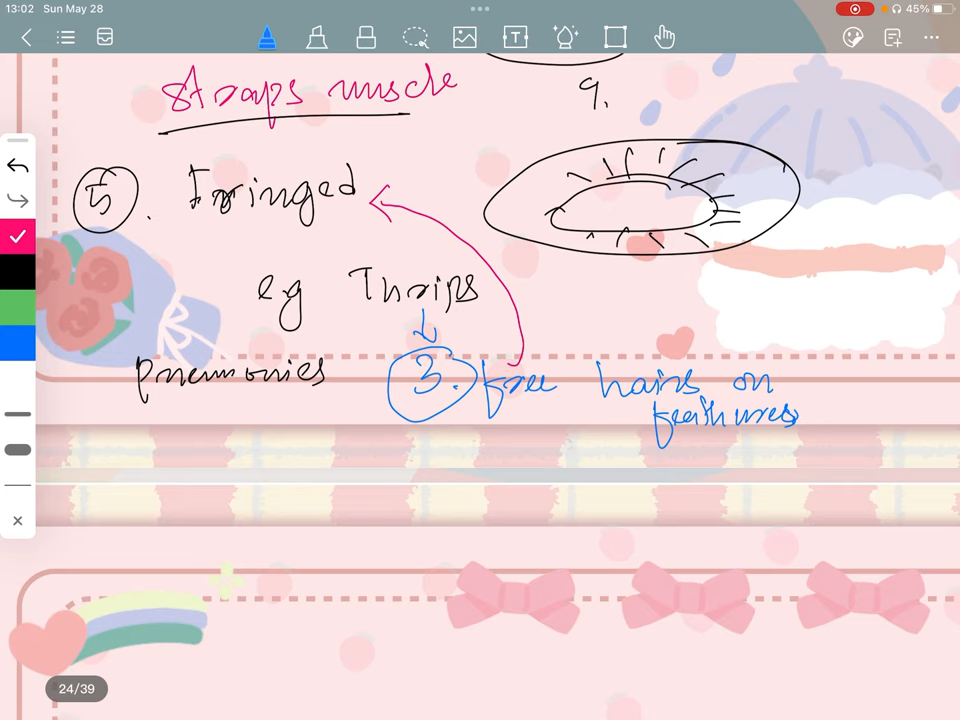 13:02 Sun May 28
45%
straps muscle
9.
5. Fringed
eg Thrips
Pnemonies 3. free hairs on
feathures
24/39